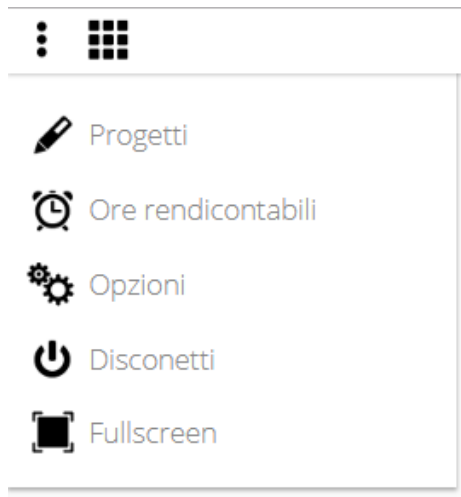 Progetti
Ore rendicontabili
Opzioni
Disconetti
Fullscreen